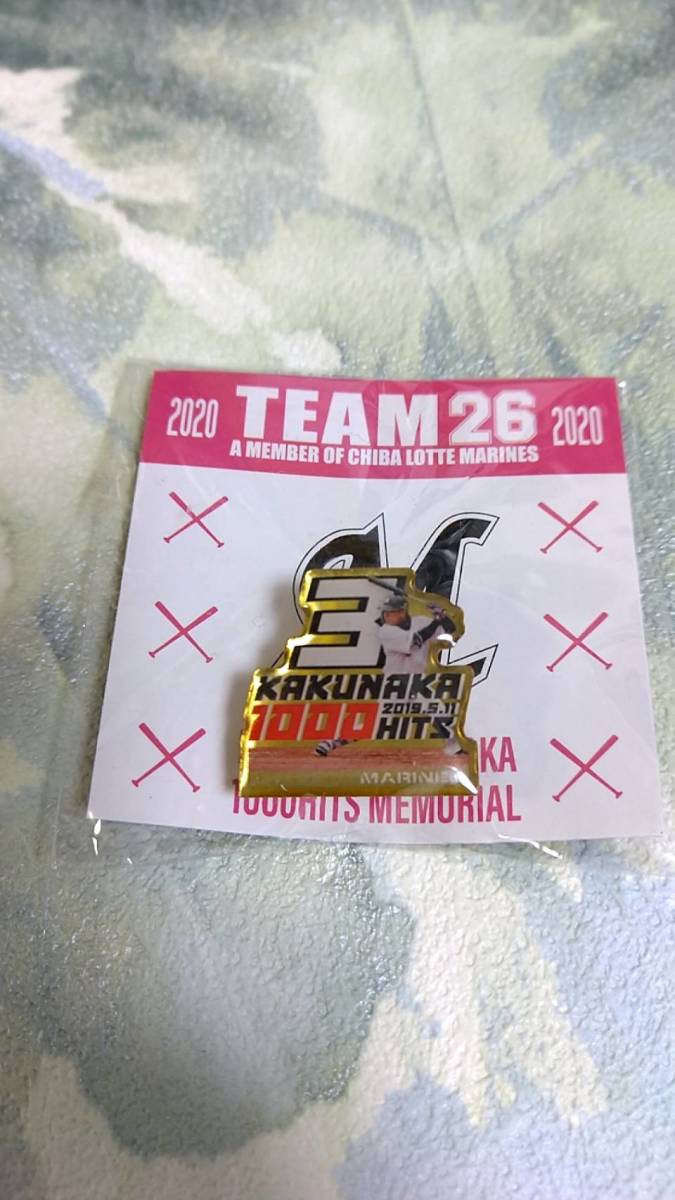 2020 TEAM 26 2020
A MEMBER OF CHIBA LOTTE MARINES
M
3
KAKUNAKA
1000 2019.5.11
HITS
MARINES
KA
1000HITS MEMORIAL